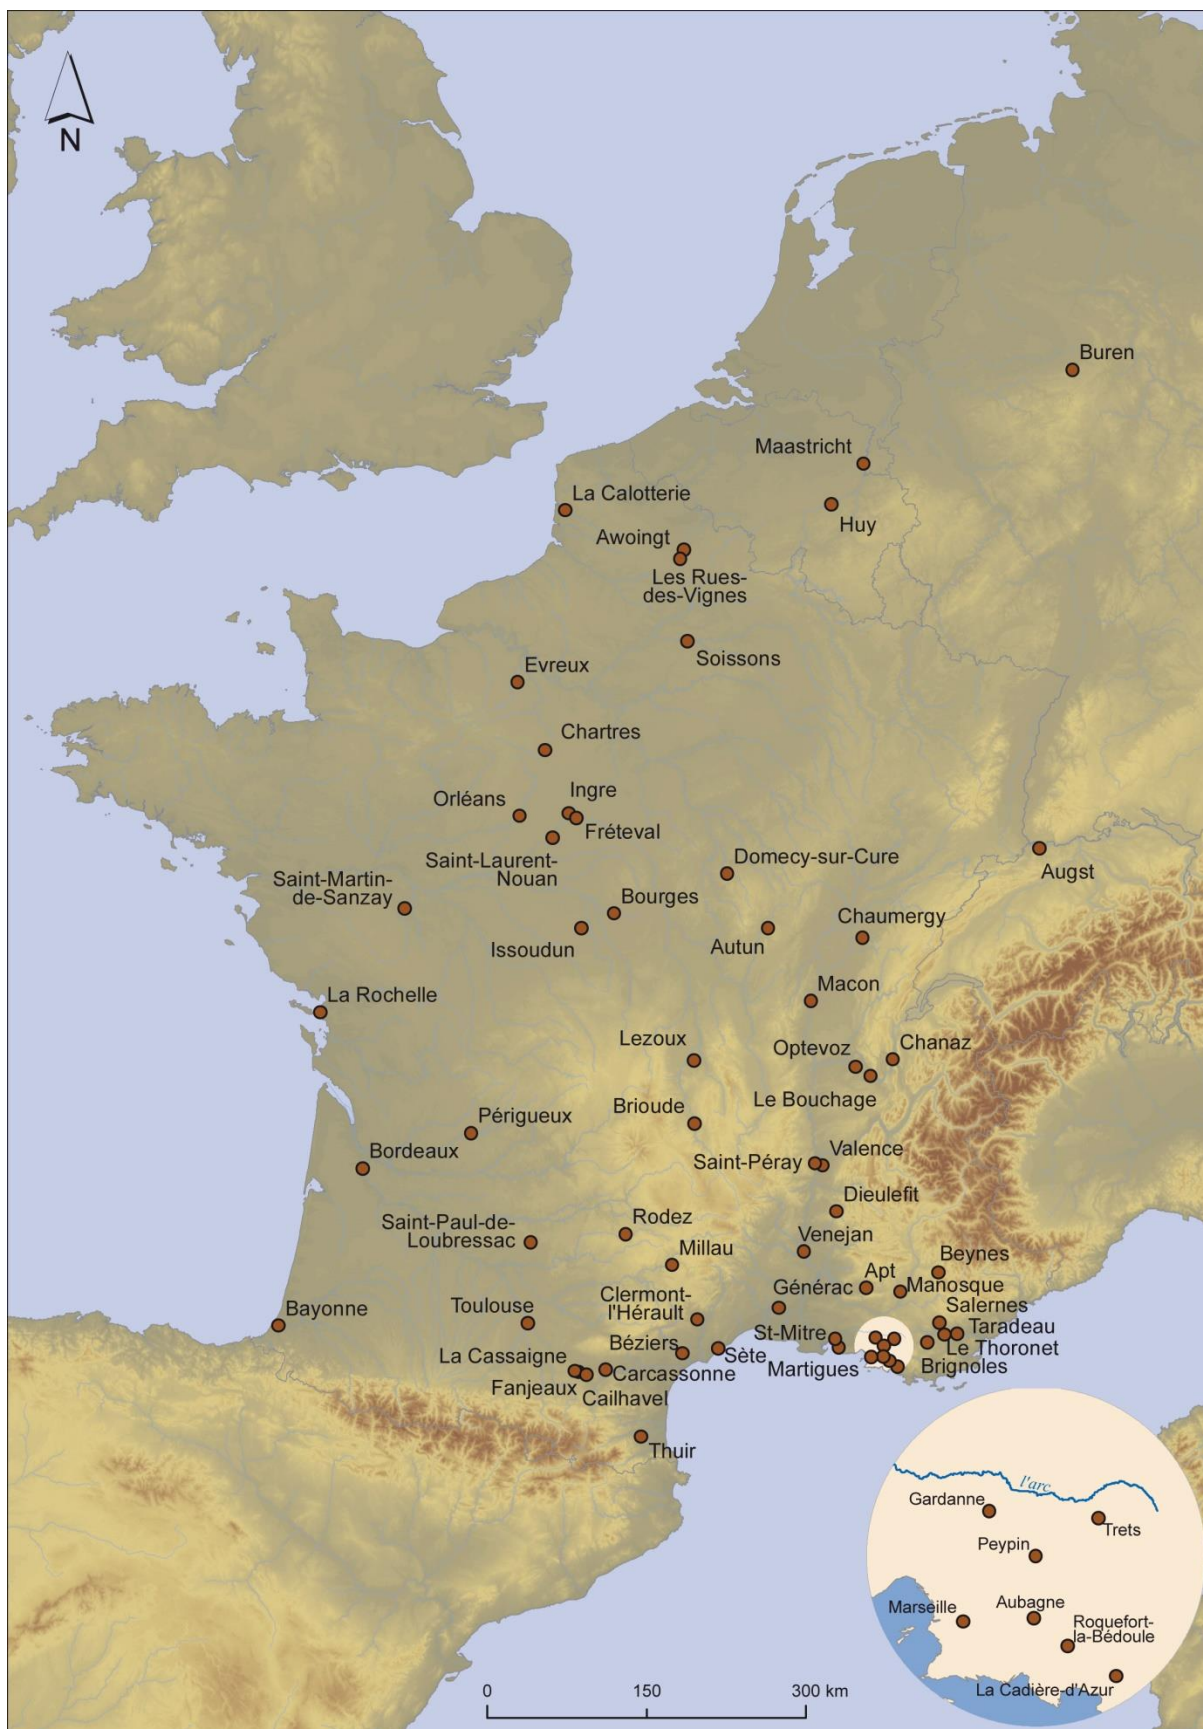 N
Buren
Maastricht
Huy
La Calotterie
Awoingt
Les Rues-
des-Vignes
Soissons
Evreux
Chartres
Ingre
Orléans
Fréteval
Saint-Laurent-
Nouan
Domecy-sur-Cure
Augst
Saint-Martin-
de-Sanzay
Bourges
Issoudun
Autun
Chaumergy
Macon
La Rochelle
Lezoux
Optevoz
Chanaz
Le Bouchage
Brioude
Périgueux
Bordeaux
Saint-Péray
Valence
Dieulefit
Saint-Paul-de-
Loubressac
Rodez
Venejan
Millau
Beynes
Apt
Manosque
Générac
Clermont-
l'Hérault
Salernes
Bayonne
Toulouse
St-Mitre
Taradeau
Béziers
Sète
Le Thoronet
La Cassaigne
Carcassonne
Martigues
Brignoles
Fanjeaux
Cailhavel
Thuir
l'arc
Gardanne
Trets
Peypin
Marseille
Aubagne
Roquefort-
la-Bédoule
La Cadière-d'Azur
0 150 300 km